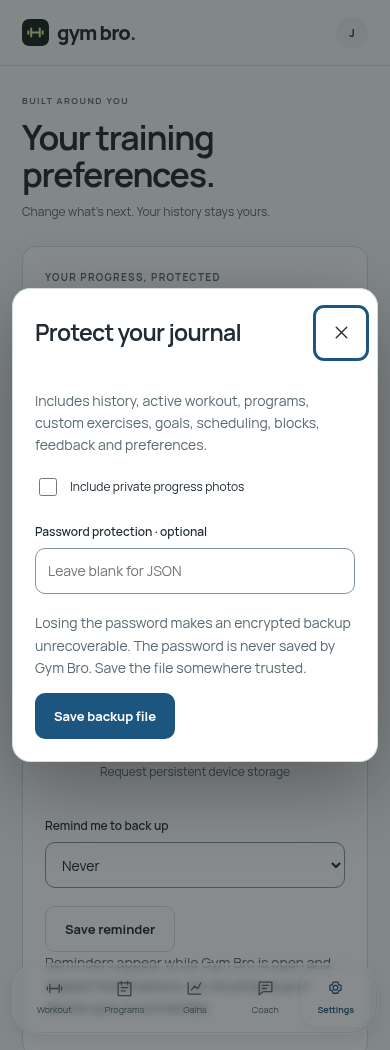 gym bro.
J
BUILT AROUND YOU
Your training
preferences.
Change what's next. Your history stays yours.
YOUR PROGRESS, PROTECTED
Protect your journal
Includes history, active workout, programs,
custom exercises, goals, scheduling, blocks,
feedback and preferences.
Include private progress photos
Password protection · optional
Leave blank for JSON
Losing the password makes an encrypted backup
unrecoverable. The password is never saved by
Gym Bro. Save the file somewhere trusted.
Save backup file
Request persistent device storage
Remind me to back up
Never
Save reminder
Reminders appear while Gym Bro is open and
Workout
Programs
Gains
Coach
Settings